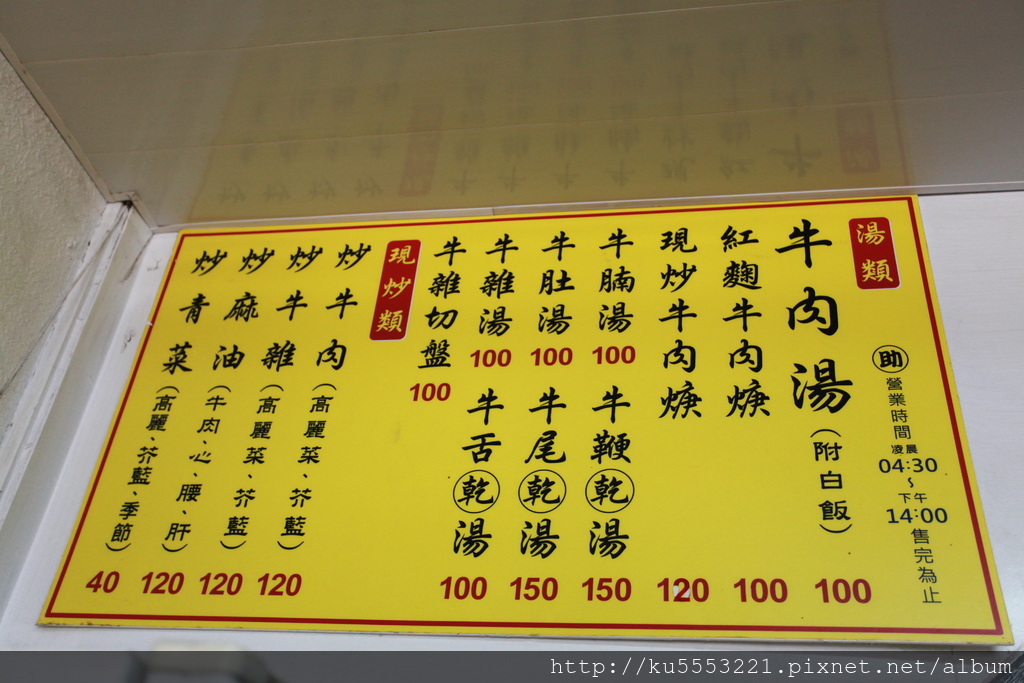 湯類
助
營業時間
凌晨
04:30
~
下午
14:00
售完為止
牛肉湯(附白飯)
100
紅麴牛肉焿
100
現炒牛肉焿
120
牛腩湯
100
牛鞭乾湯
150
牛肚湯
100
牛尾乾湯
150
牛雜湯
100
牛舌乾湯
100
牛雜切盤
100
現炒類
炒牛肉(高麗菜、芥藍)
120
炒牛雜(高麗菜、芥藍)
120
炒麻油(牛肉、心、腰、肝)
120
炒青菜(高麗、芥藍、季節)
40
http://ku5553221.pixnet.net/album